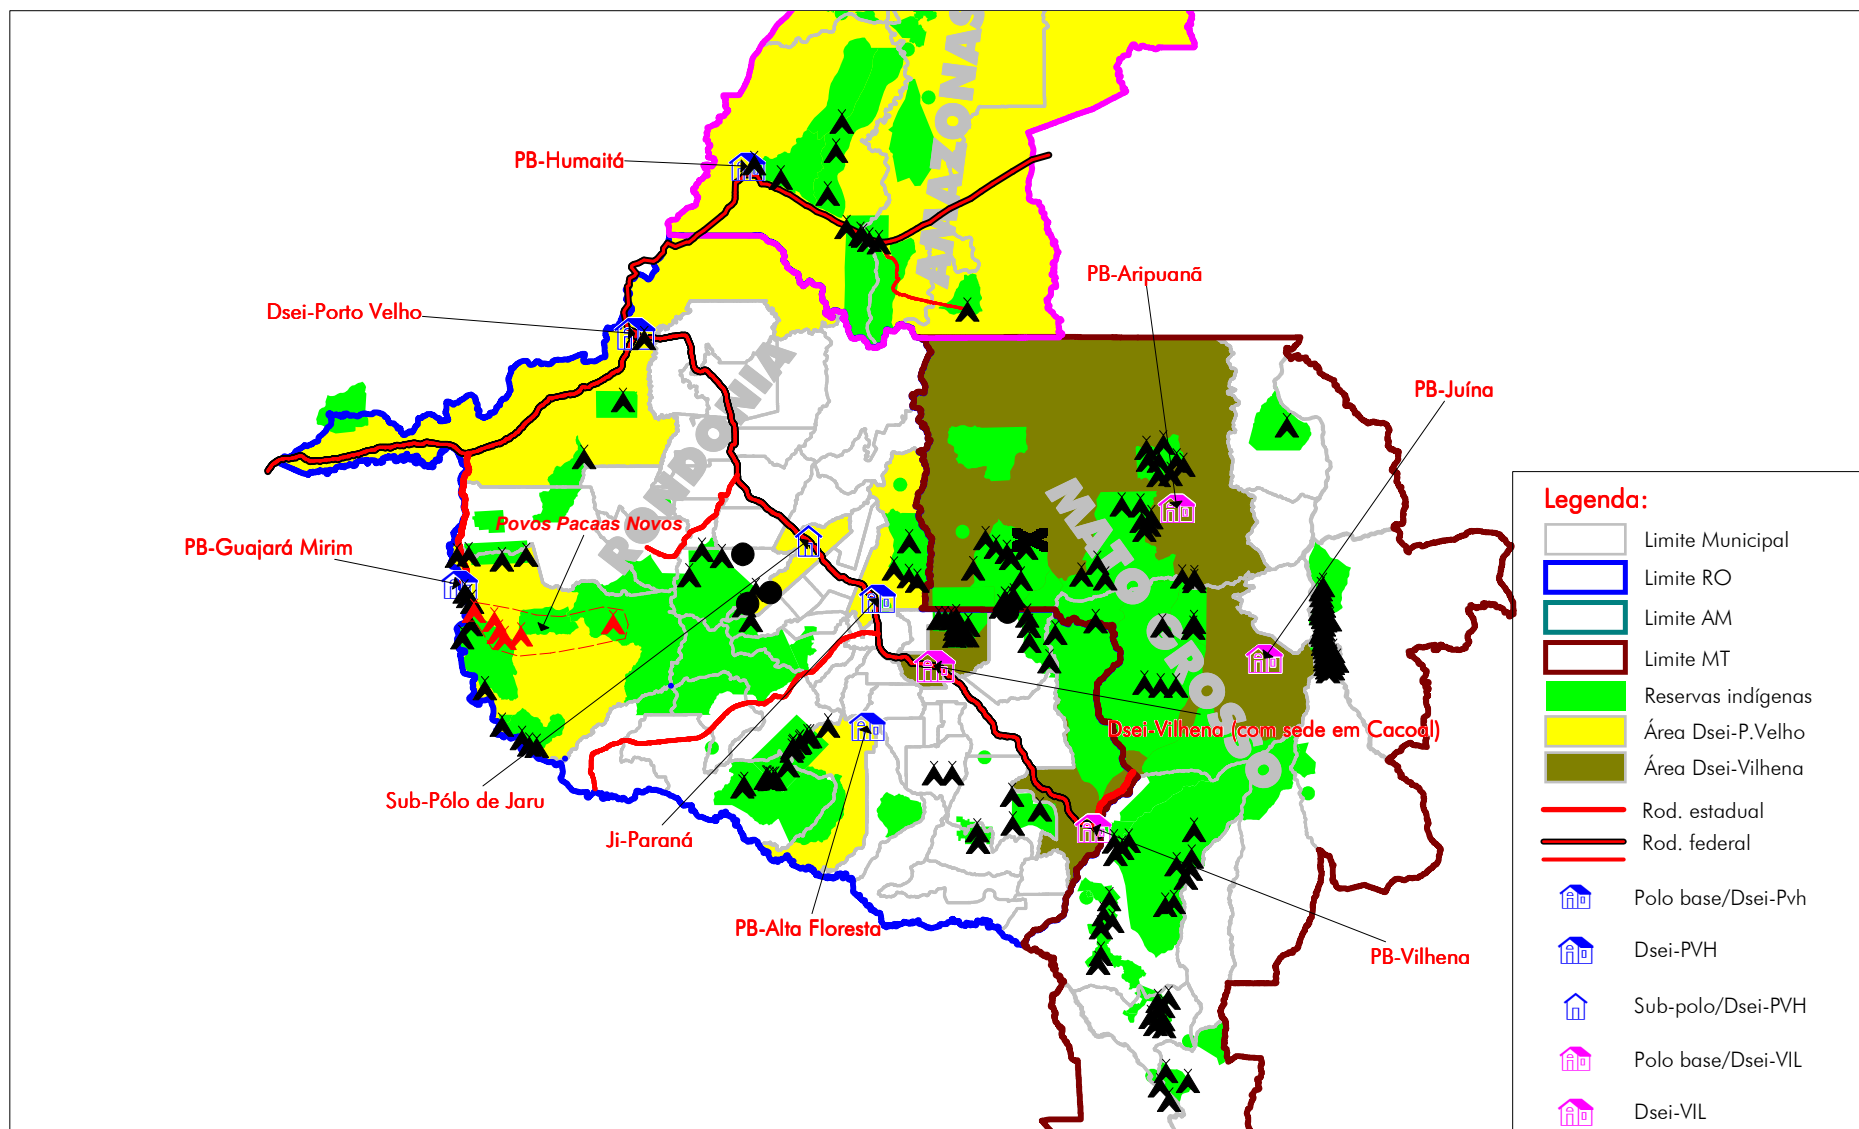 AMAZONAS
PB-Humaitá
PB-Aripuanã
Dsei-Porto Velho
RONDÔNIA
PB-Juína
MATO GROSSO
Povos Pacaas Novos
PB-Guajará Mirim
Dsei-Vilhena (com sede em Cacoal)
Sub-Pólo de Jaru
Ji-Paraná
PB-Alta Floresta
PB-Vilhena
Legenda:
Limite Municipal
Limite RO
Limite AM
Limite MT
Reservas indígenas
Área Dsei-P.Velho
Área Dsei-Vilhena
Rod. estadual
Rod. federal
Polo base/Dsei-Pvh
Dsei-PVH
Sub-polo/Dsei-PVH
Polo base/Dsei-VIL
Dsei-VIL